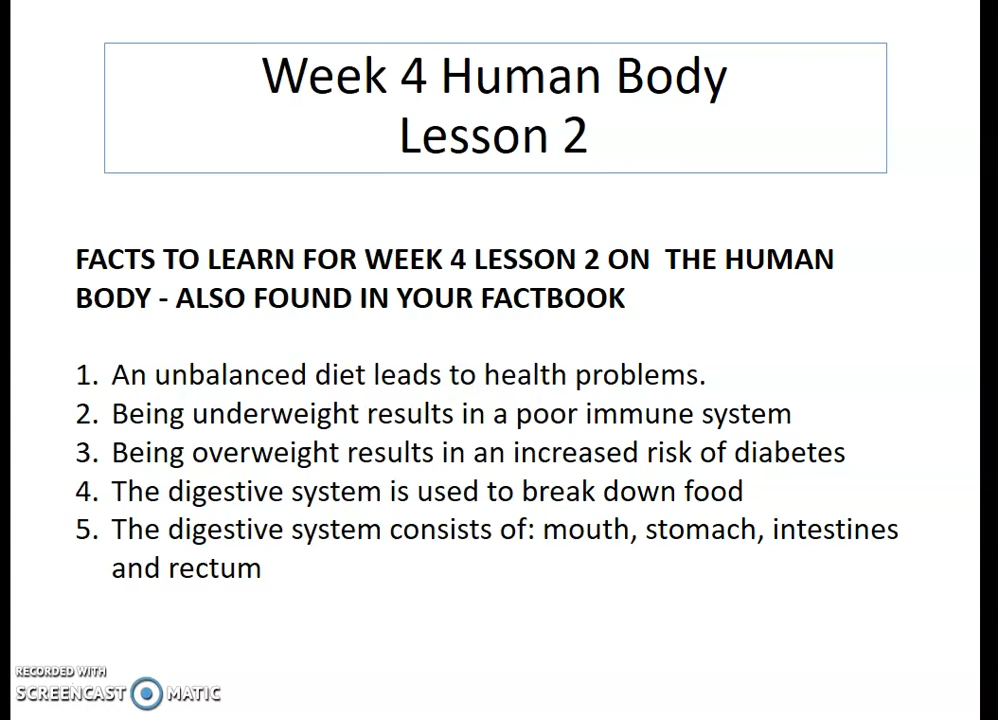 Week 4 Human Body
Lesson 2
FACTS TO LEARN FOR WEEK 4 LESSON 2 ON  THE HUMAN
BODY - ALSO FOUND IN YOUR FACTBOOK
1. An unbalanced diet leads to health problems.
2. Being underweight results in a poor immune system
3. Being overweight results in an increased risk of diabetes
4. The digestive system is used to break down food
5. The digestive system consists of: mouth, stomach, intestines
and rectum
RECORDED WITH
SCREENCAST MATIC